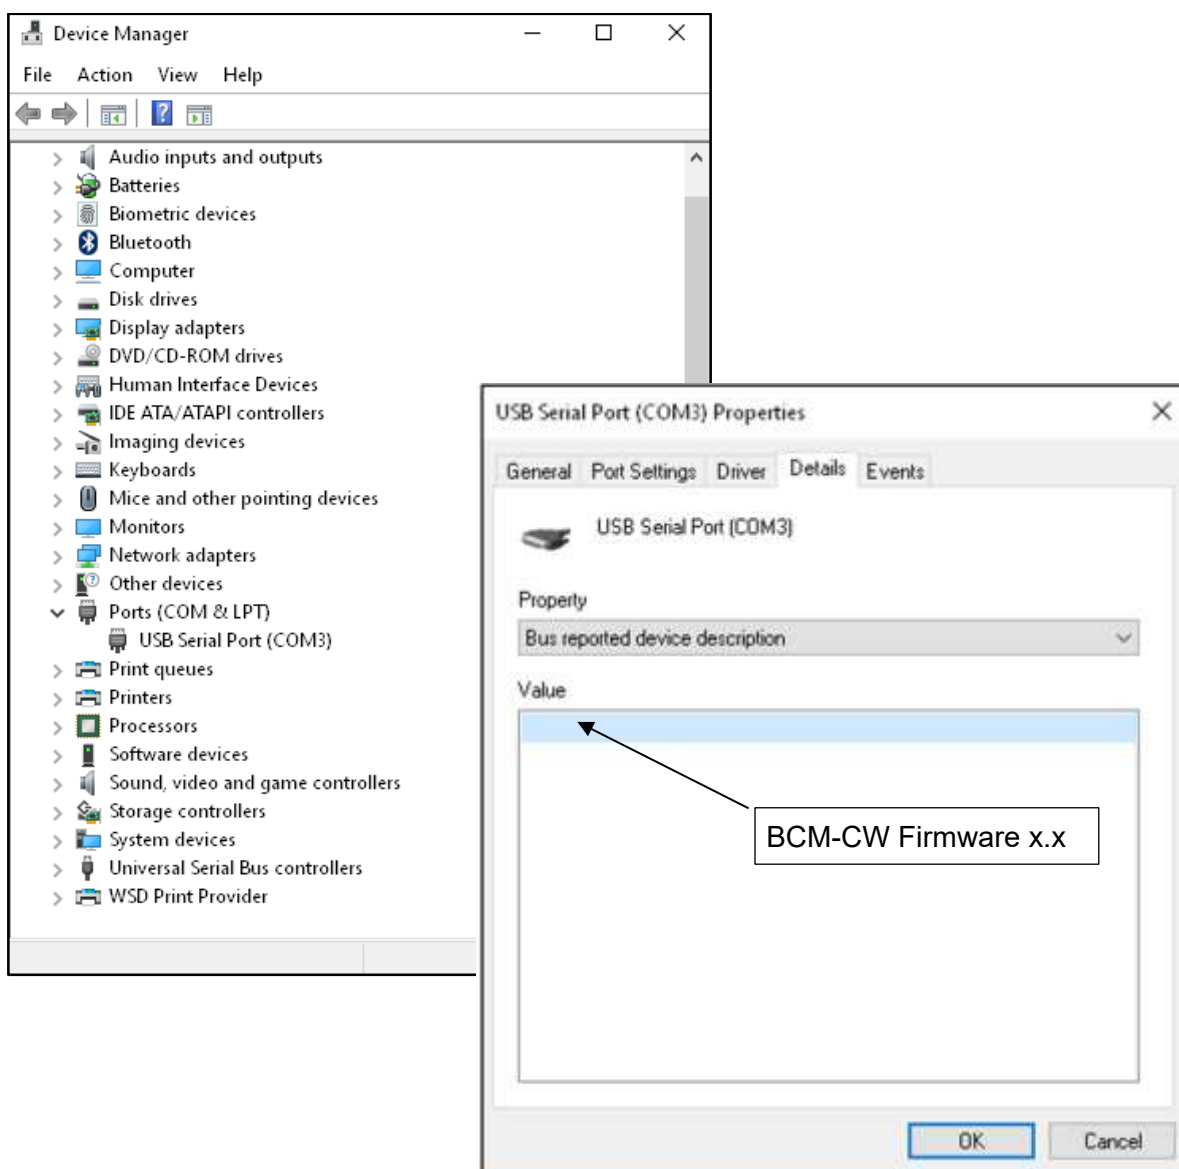 Device Manager
File Action View Help
Audio inputs and outputs
Batteries
Biometric devices
Bluetooth
Computer
Disk drives
Display adapters
DVD/CD-ROM drives
Human Interface Devices
IDE ATA/ATAPI controllers
Imaging devices
Keyboards
Mice and other pointing devices
Monitors
Network adapters
Other devices
Ports (COM & LPT)
USB Serial Port (COM3)
Print queues
Printers
Processors
Software devices
Sound, video and game controllers
Storage controllers
System devices
Universal Serial Bus controllers
WSD Print Provider
USB Serial Port (COM3) Properties
General Port Settings Driver Details Events
USB Serial Port (COM3)
Property
Bus reported device description
Value
BCM-CW Firmware x.x
OK Cancel